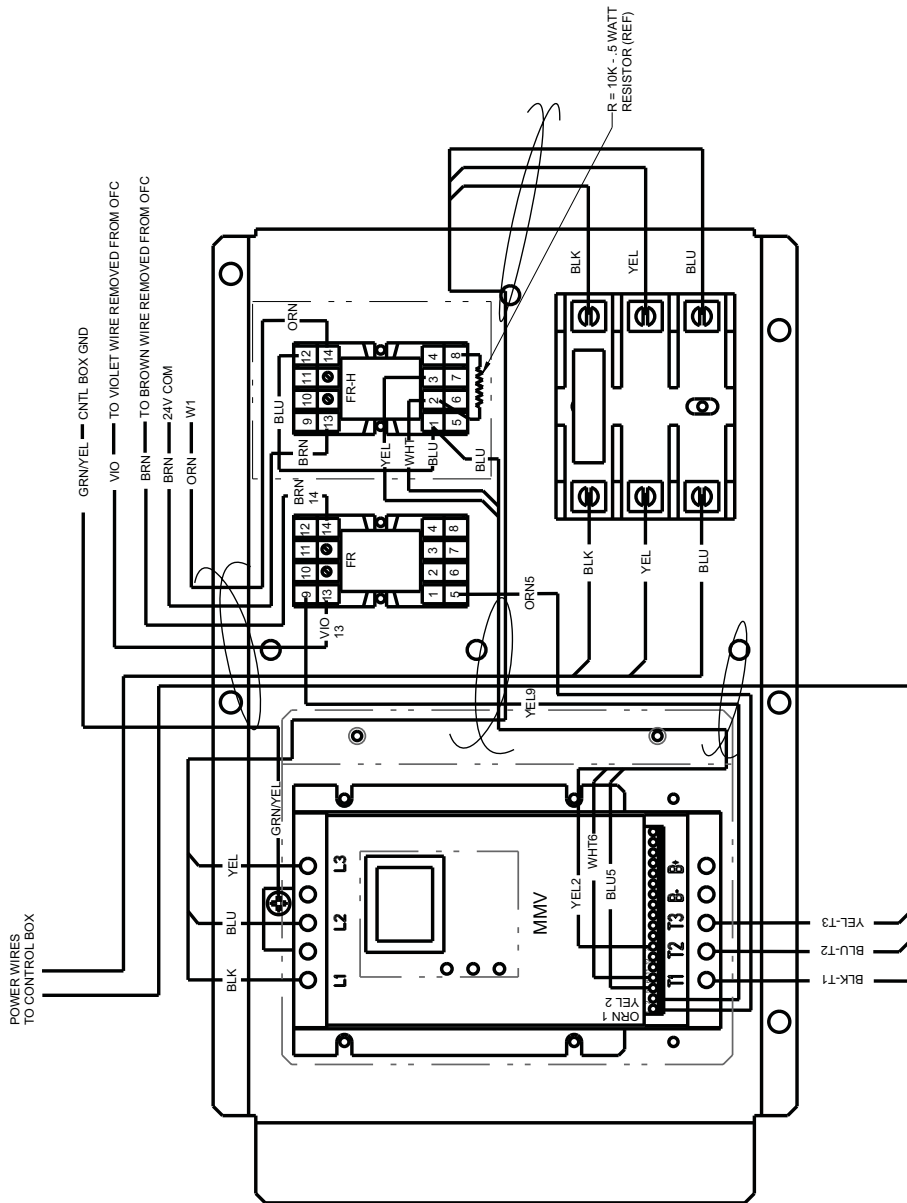 GRN/YEL
CNTL BOX GND
VIO
TO VIOLET WIRE REMOVED FROM OFC
BRN
TO BROWN WIRE REMOVED FROM OFC
BRN
24V COM
ORN
W1
R = 10K - .5 WATT
RESISTOR (REF)
POWER WIRES
TO CONTROL BOX
BLU
ORN
12
14
11
10
9
13
FR-H
4
8
3
7
2
6
1
5
BRN
YEL
WHT
BLU
BLU
BRN
14
12
14
11
10
9
13
FR
4
8
3
7
2
6
1
5
VIO
13
ORN5
YEL9
BLK
YEL
BLU
BLK
YEL
BLU
GRN/YEL
YEL
BLU
BLK
L3
L2
L1
MMV
YEL2
WHT6
BLU5
YEL 2
ORN 1
B+
B-
T3
T2
T1
YEL-T3
BLU-T2
BLK-T1